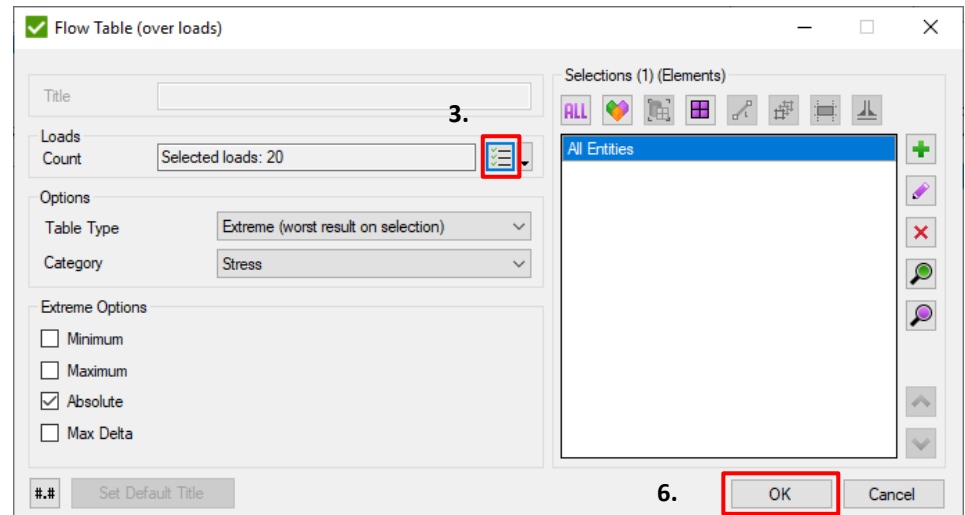 Flow Table (over loads)
Title
3.
Loads
Count
Selected loads: 20
Options
Table Type
Extreme (worst result on selection)
Category
Stress
Extreme Options
Minimum
Maximum
Absolute
Max Delta
#.#
Set Default Title
Selections (1) (Elements)
ALL
All Entities
6.
OK
Cancel